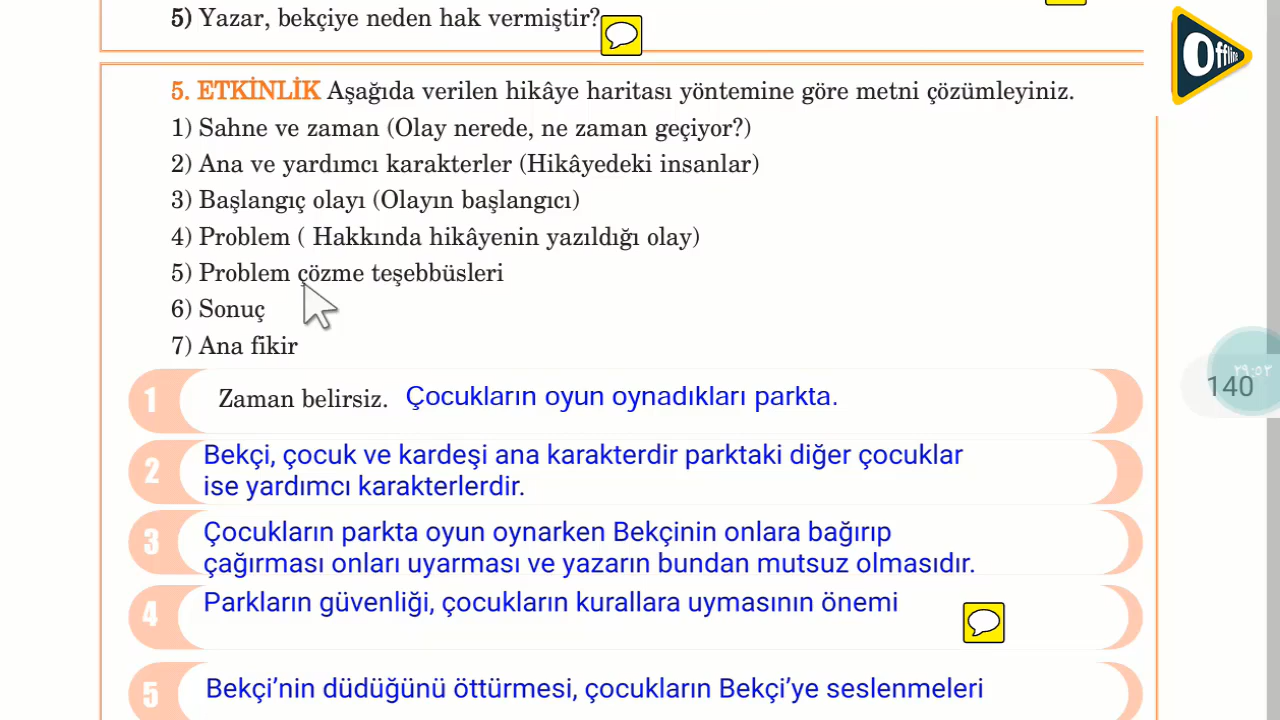 5) Yazar, bekçiye neden hak vermiştir?
Offline
5. ETKİNLİK Aşağıda verilen hikâye haritası yöntemine göre metni çözümleyiniz.
1) Sahne ve zaman (Olay nerede, ne zaman geçiyor?)
2) Ana ve yardımcı karakterler (Hikâyedeki insanlar)
3) Başlangıç olayı (Olayın başlangıcı)
4) Problem ( Hakkında hikâyenin yazıldığı olay)
5) Problem çözme teşebbüsleri
6) Sonuç
7) Ana fikir
٢٩:٥٢
140
1 Zaman belirsiz. Çocukların oyun oynadıkları parkta.
2 Bekçi, çocuk ve kardeşi ana karakterdir parktaki diğer çocuklar
ise yardımcı karakterlerdir.
3 Çocukların parkta oyun oynarken Bekçinin onlara bağırıp
çağırması onları uyarması ve yazarın bundan mutsuz olmasıdır.
4 Parkların güvenliği, çocukların kurallara uymasının önemi
5 Bekçi’nin düdüğünü öttürmesi, çocukların Bekçi’ye seslenmeleri